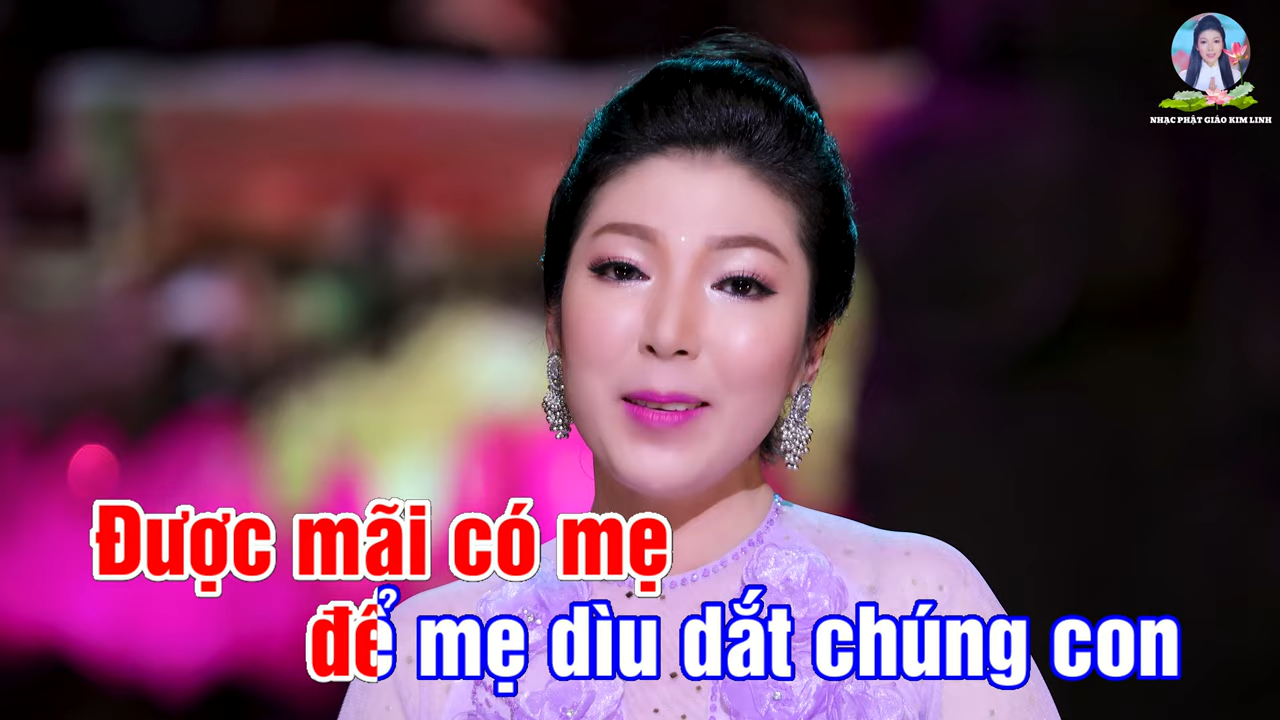 NHẠC PHẬT GIÁO KIM LINH
Được mãi có mẹ
để mẹ dìu dắt chúng con